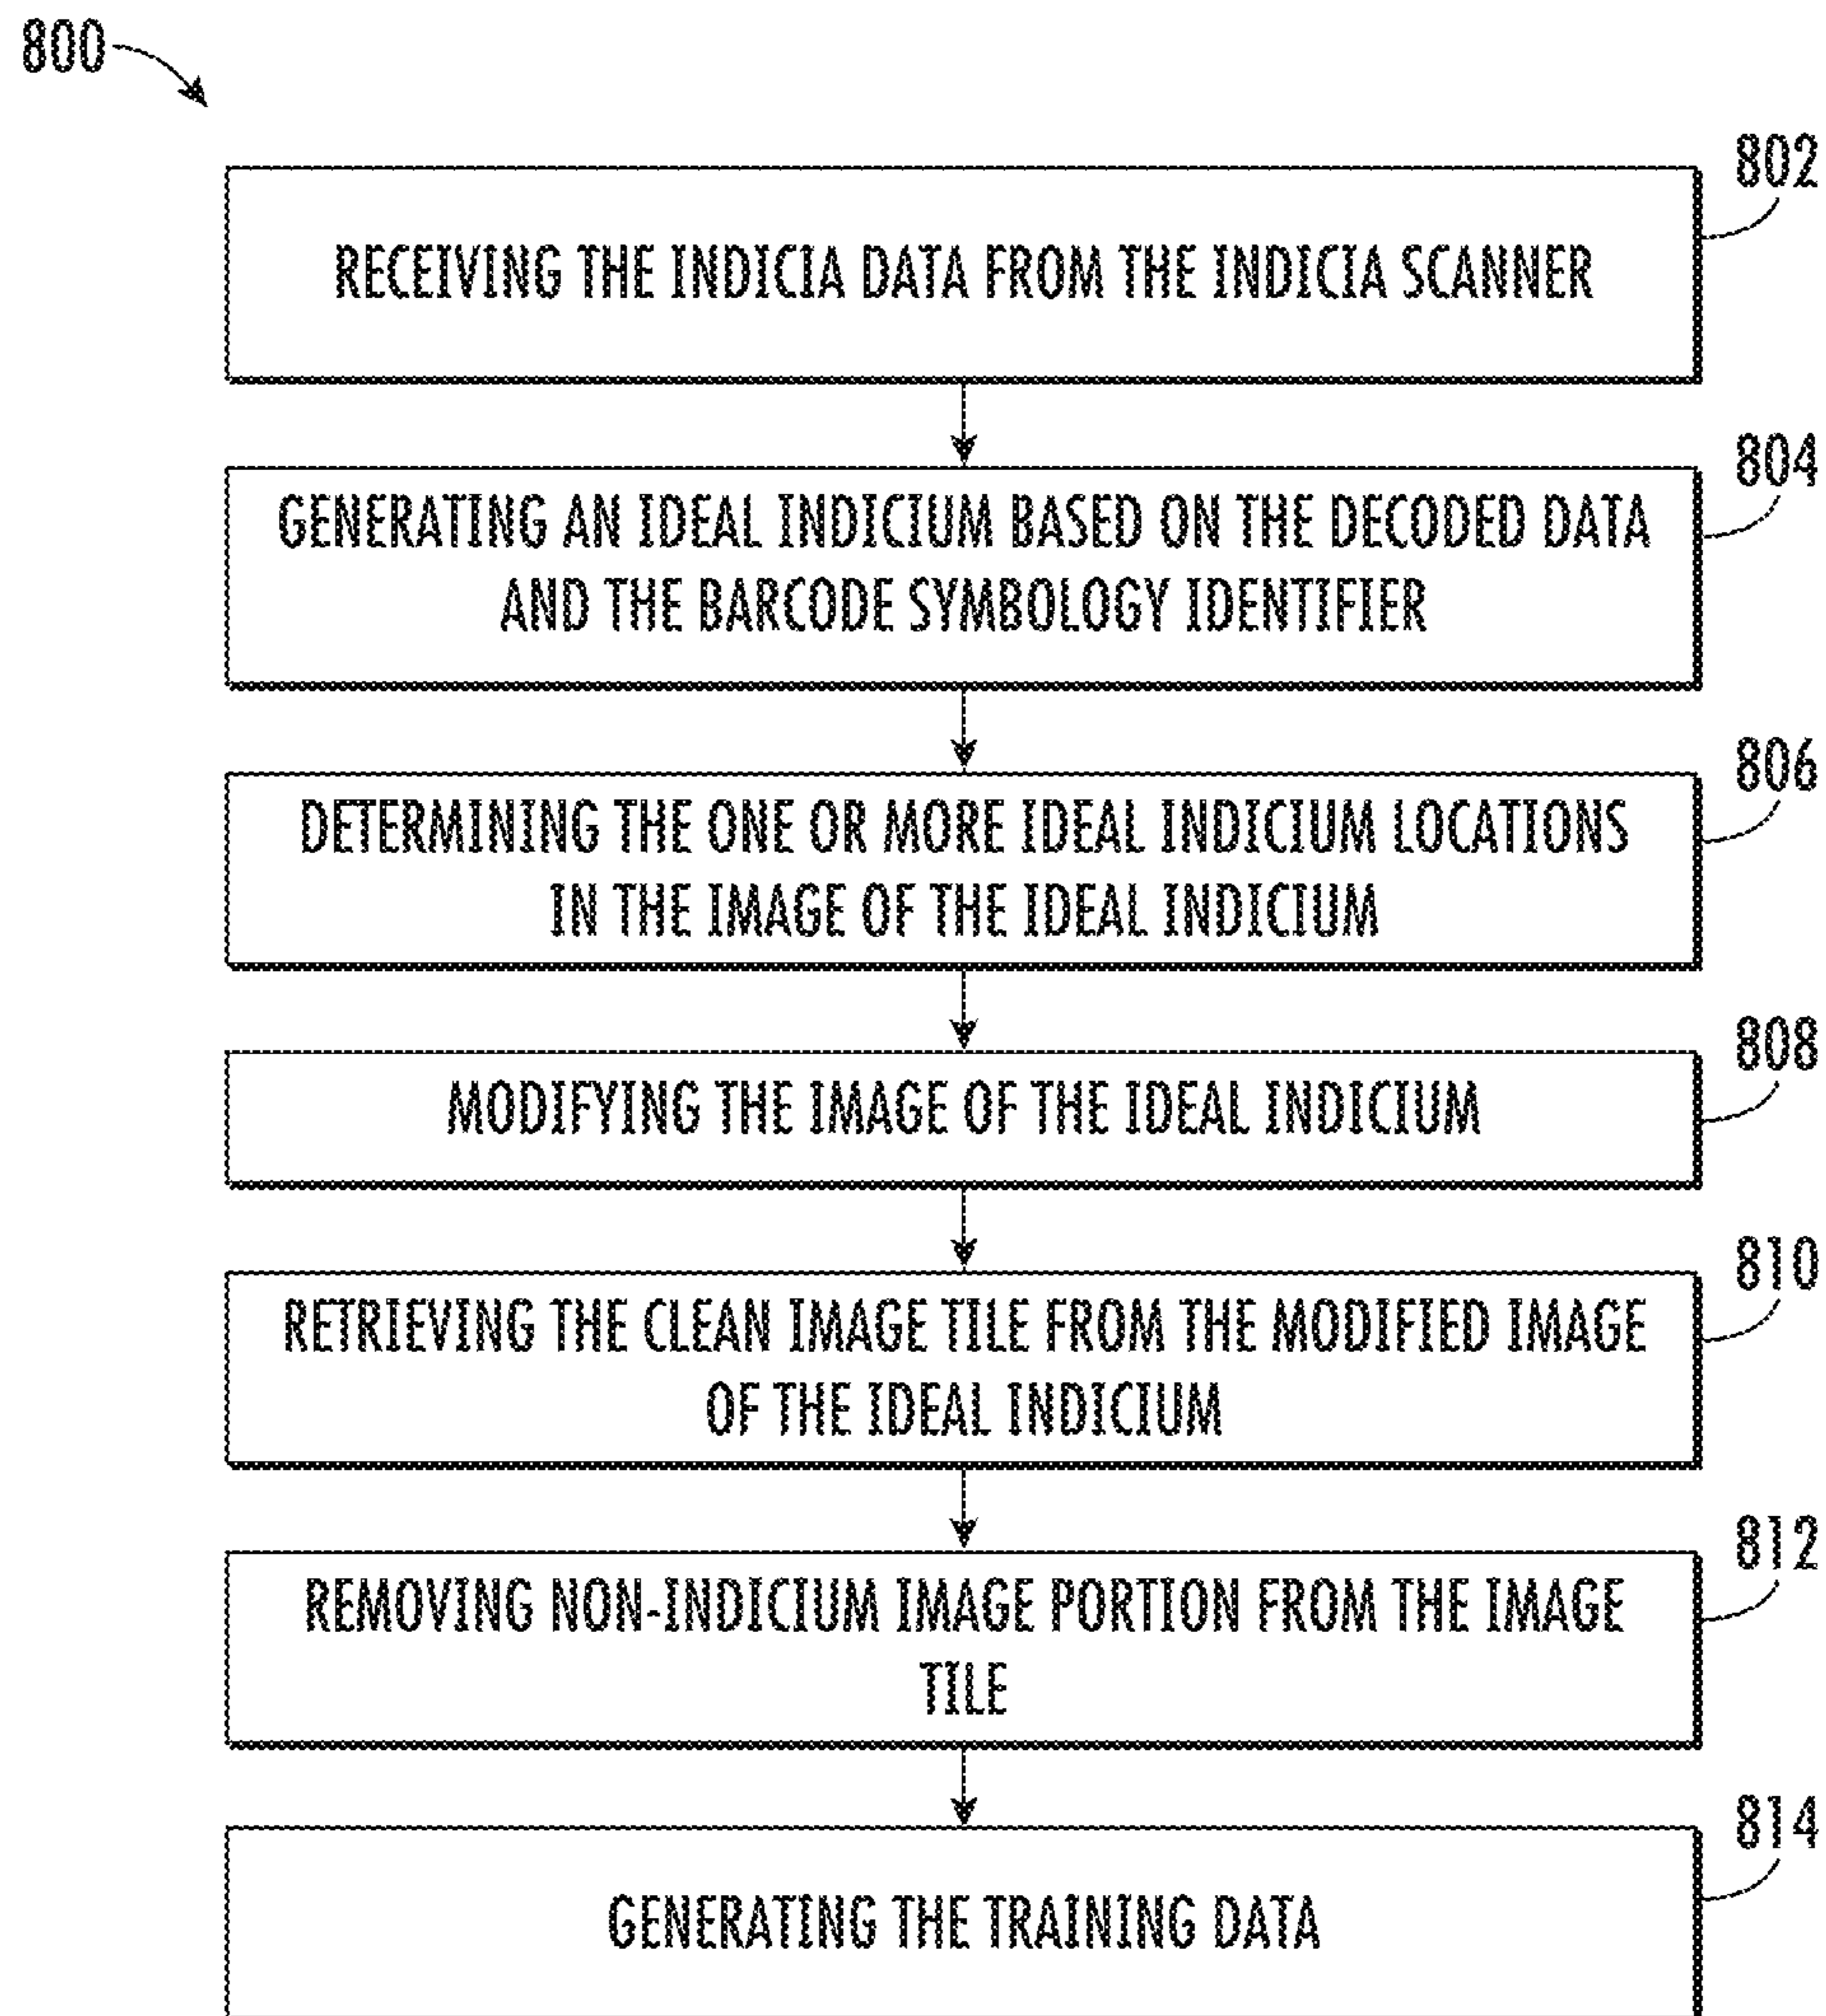 800
802
RECEIVING THE INDICIA DATA FROM THE INDICIA SCANNER
804
GENERATING AN IDEAL INDICIUM BASED ON THE DECODED DATA
AND THE BARCODE SYMBOLOGY IDENTIFIER
806
DETERMINING THE ONE OR MORE IDEAL INDICIUM LOCATIONS
IN THE IMAGE OF THE IDEAL INDICIUM
808
MODIFYING THE IMAGE OF THE IDEAL INDICIUM
810
RETRIEVING THE CLEAN IMAGE TILE FROM THE MODIFIED IMAGE
OF THE IDEAL INDICIUM
812
REMOVING NON-INDICIUM IMAGE PORTION FROM THE IMAGE
TILE
814
GENERATING THE TRAINING DATA